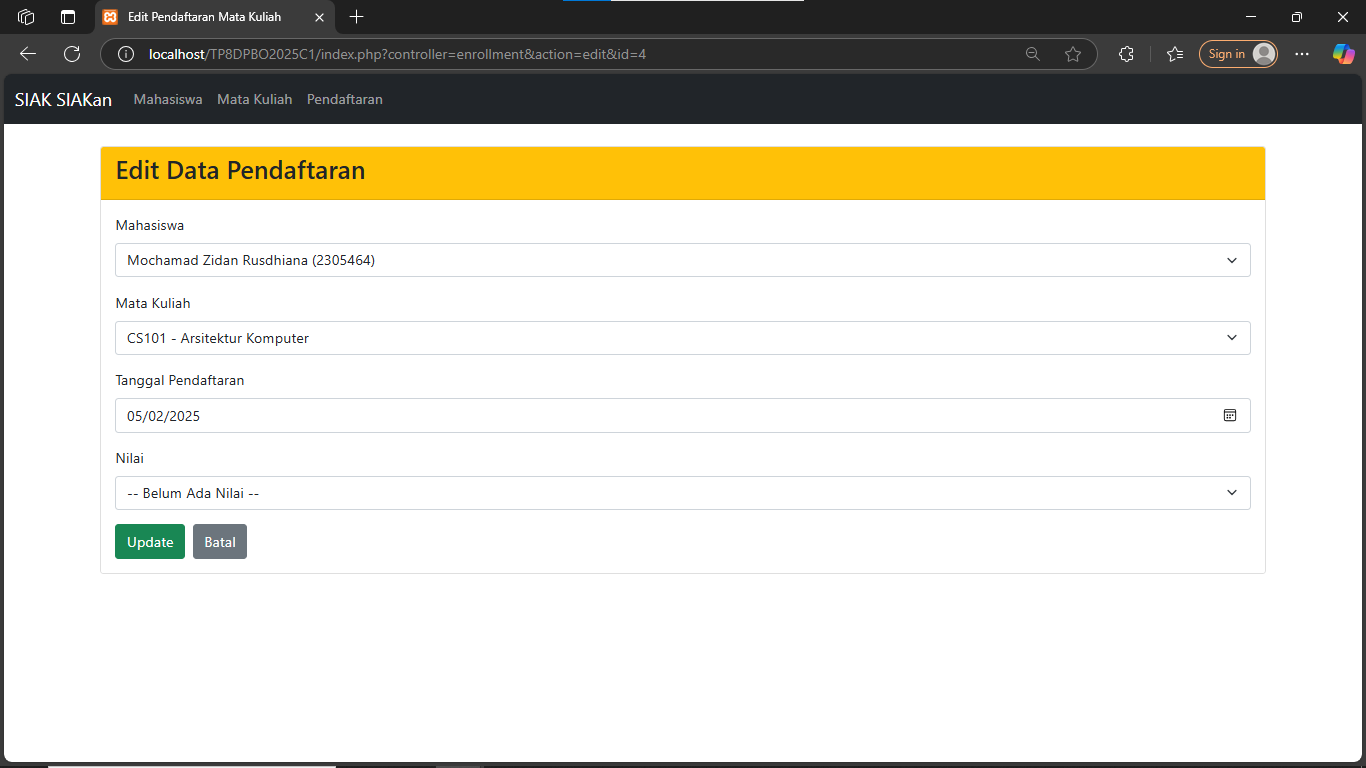 Edit Pendaftaran Mata Kuliah
localhost/TP8DPBO2025C1/index.php?controller=enrollment&action=edit&id=4
Sign in
SIAK SIAKan Mahasiswa Mata Kuliah Pendaftaran
Edit Data Pendaftaran
Mahasiswa
Mochamad Zidan Rusdhiana (2305464)
Mata Kuliah
CS101 - Arsitektur Komputer
Tanggal Pendaftaran
05/02/2025
Nilai
-- Belum Ada Nilai --
Update Batal